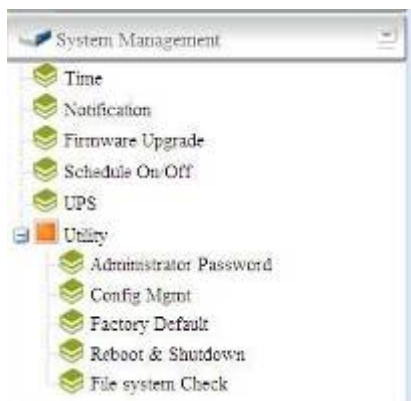 System Management
Time
Notification
Firmware Upgrade
Schedule On/Off
UPS
Utility
Administrator Password
Config Mgmt
Factory Default
Reboot & Shutdown
File system Check